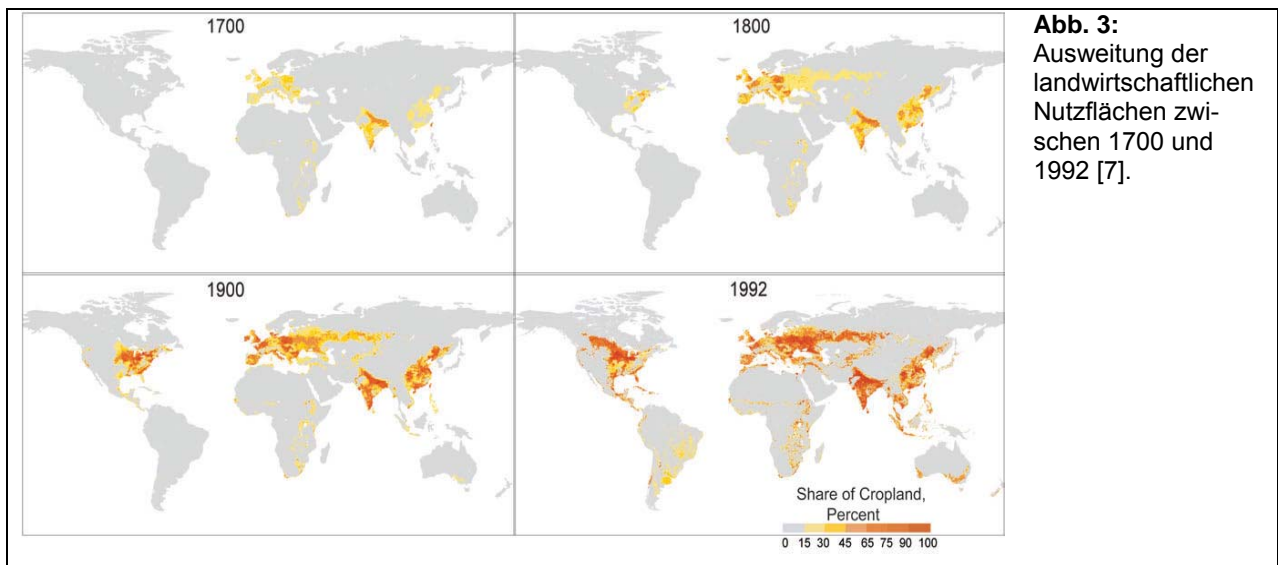 1700
1800
1900
1992
Share of Cropland,
Percent
0 15 30 45 65 75 90 100
Abb. 3:
Ausweitung der
landwirtschaftlichen
Nutzflächen zwi-
schen 1700 und
1992 [7].